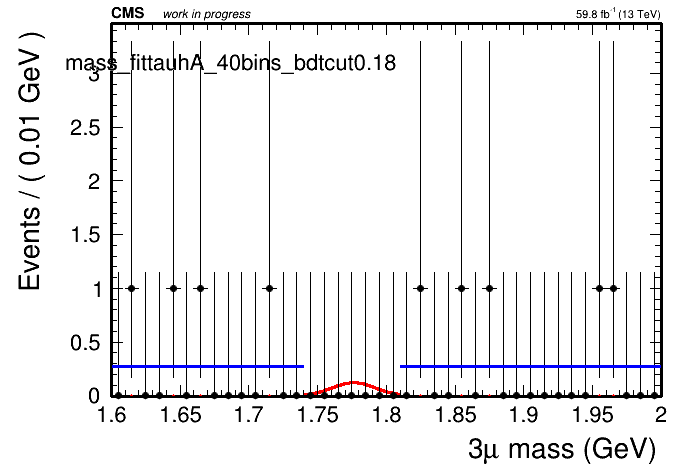 CMS work in progress 59.8 fb⁻¹ (13 TeV)
mass_fittauhA_40bins_bdtcut0.18
Events / ( 0.01 GeV )
3
2.5
2
1.5
1
0.5
0
1.6 1.65 1.7 1.75 1.8 1.85 1.9 1.95 2
3μ mass (GeV)